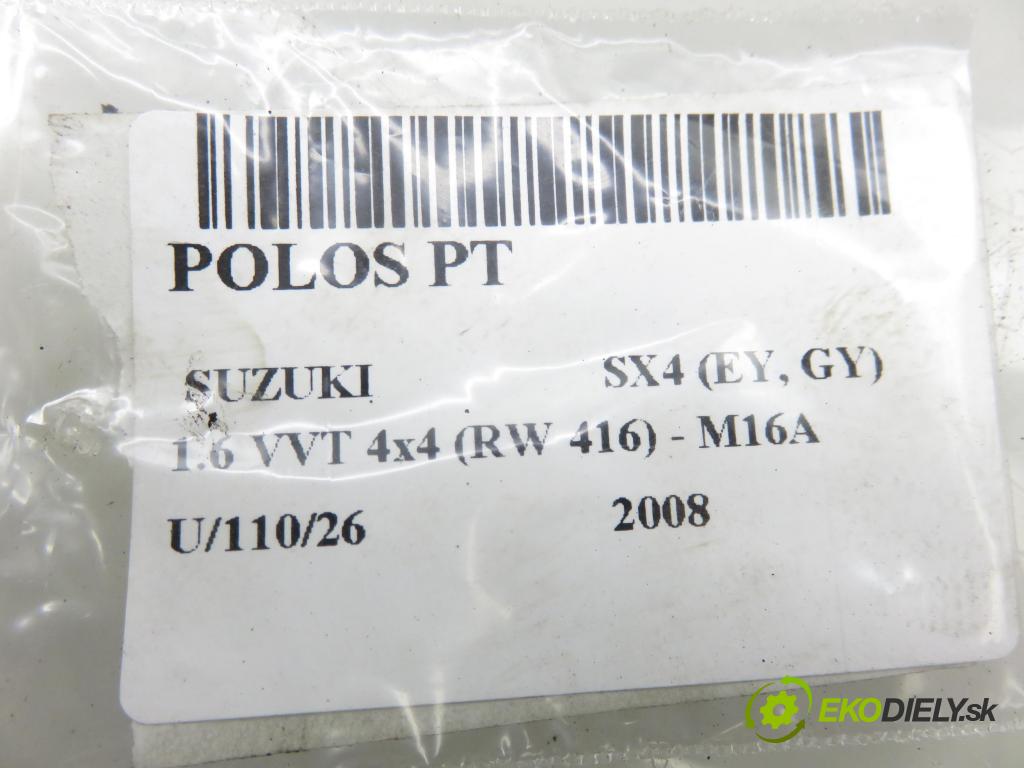 POLOS PT
SUZUKI SX4 (EY, GY)
1.6 VVT 4x4 (RW 416) - M16A
U/110/26 2008
EKODIELY.sk